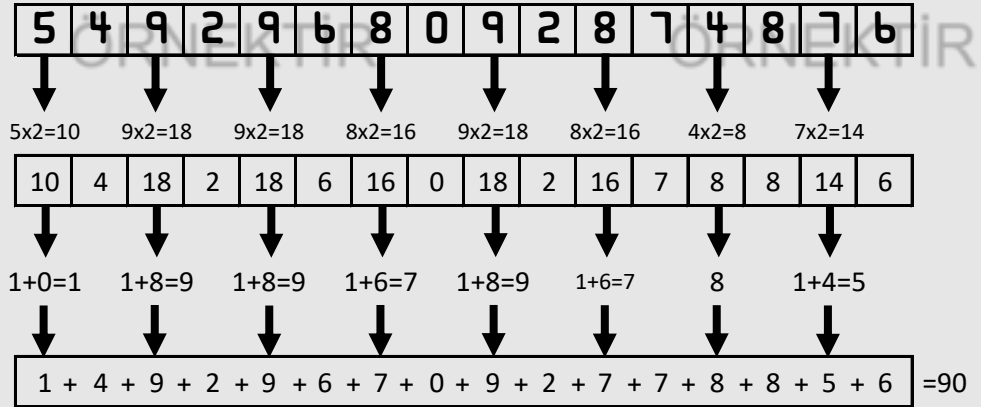 5 4 9 2 9 6 8 0 9 2 8 7 4 8 7 6
ÖRNEKTİR ÖRNEKTİR
5x2=10 9x2=18 9x2=18 8x2=16 9x2=18 8x2=16 4x2=8 7x2=14
10 4 18 2 18 6 16 0 18 2 16 7 8 8 14 6
1+0=1 1+8=9 1+8=9 1+6=7 1+8=9 1+6=7 8 1+4=5
1 + 4 + 9 + 2 + 9 + 6 + 7 + 0 + 9 + 2 + 7 + 7 + 8 + 8 + 5 + 6 =90